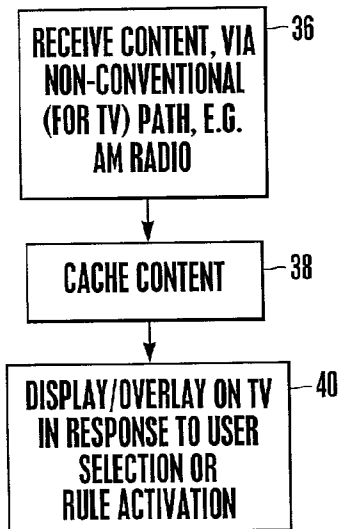 RECEIVE CONTENT, VIA
NON-CONVENTIONAL
(FOR TV) PATH, E.G.
AM RADIO
36
CACHE CONTENT
38
DISPLAY/OVERLAY ON TV
IN RESPONSE TO USER
SELECTION OR
RULE ACTIVATION
40